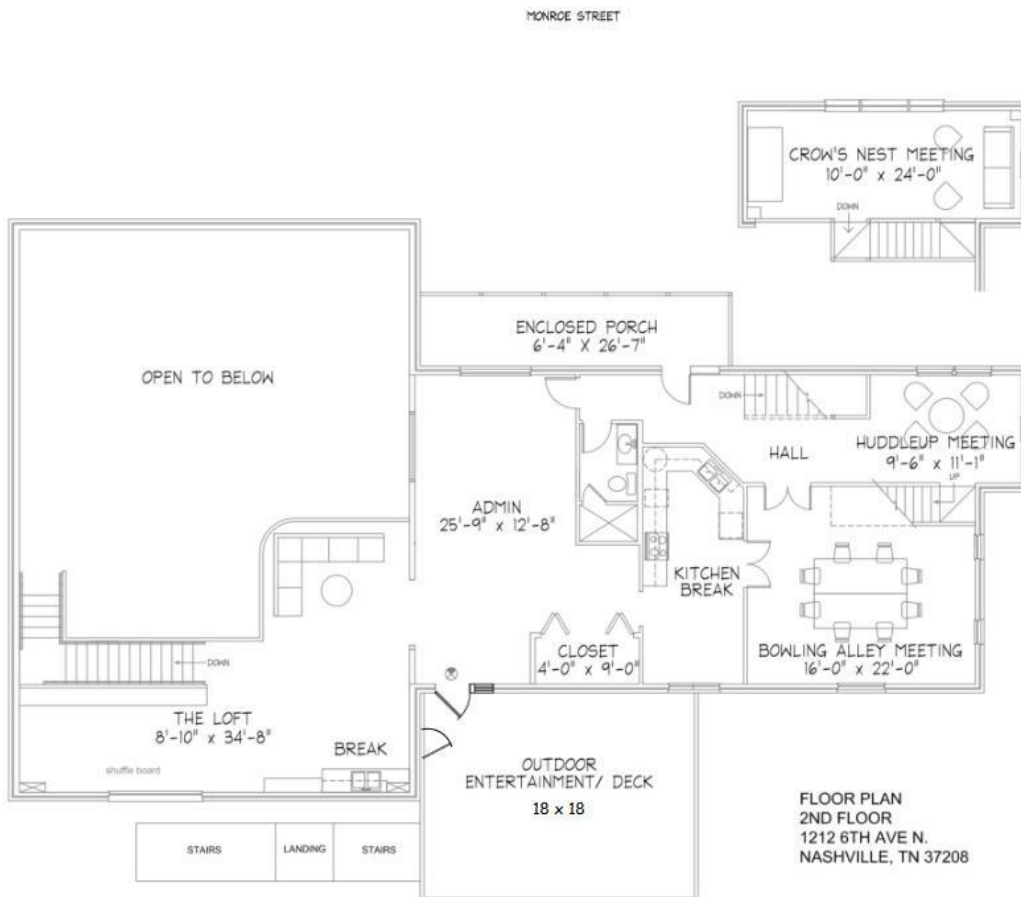 MONROE STREET
CROW'S NEST MEETING
10'-0" x 24'-0"
DOWN
ENCLOSED PORCH
6'-4" X 26'-7"
OPEN TO BELOW
DOWN
HUDDLEUP MEETING
9'-6" x 11'-1"
HALL
UP
ADMIN
25'-9" x 12'-8"
KITCHEN
BREAK
CLOSET
4'-0" x 9'-0"
BOWLING ALLEY MEETING
16'-0" x 22'-0"
DOWN
THE LOFT
8'-10" x 34'-8"
BREAK
shuffle board
OUTDOOR
ENTERTAINMENT/ DECK
18 x 18
FLOOR PLAN
2ND FLOOR
1212 6TH AVE N.
NASHVILLE, TN 37208
STAIRS
LANDING
STAIRS